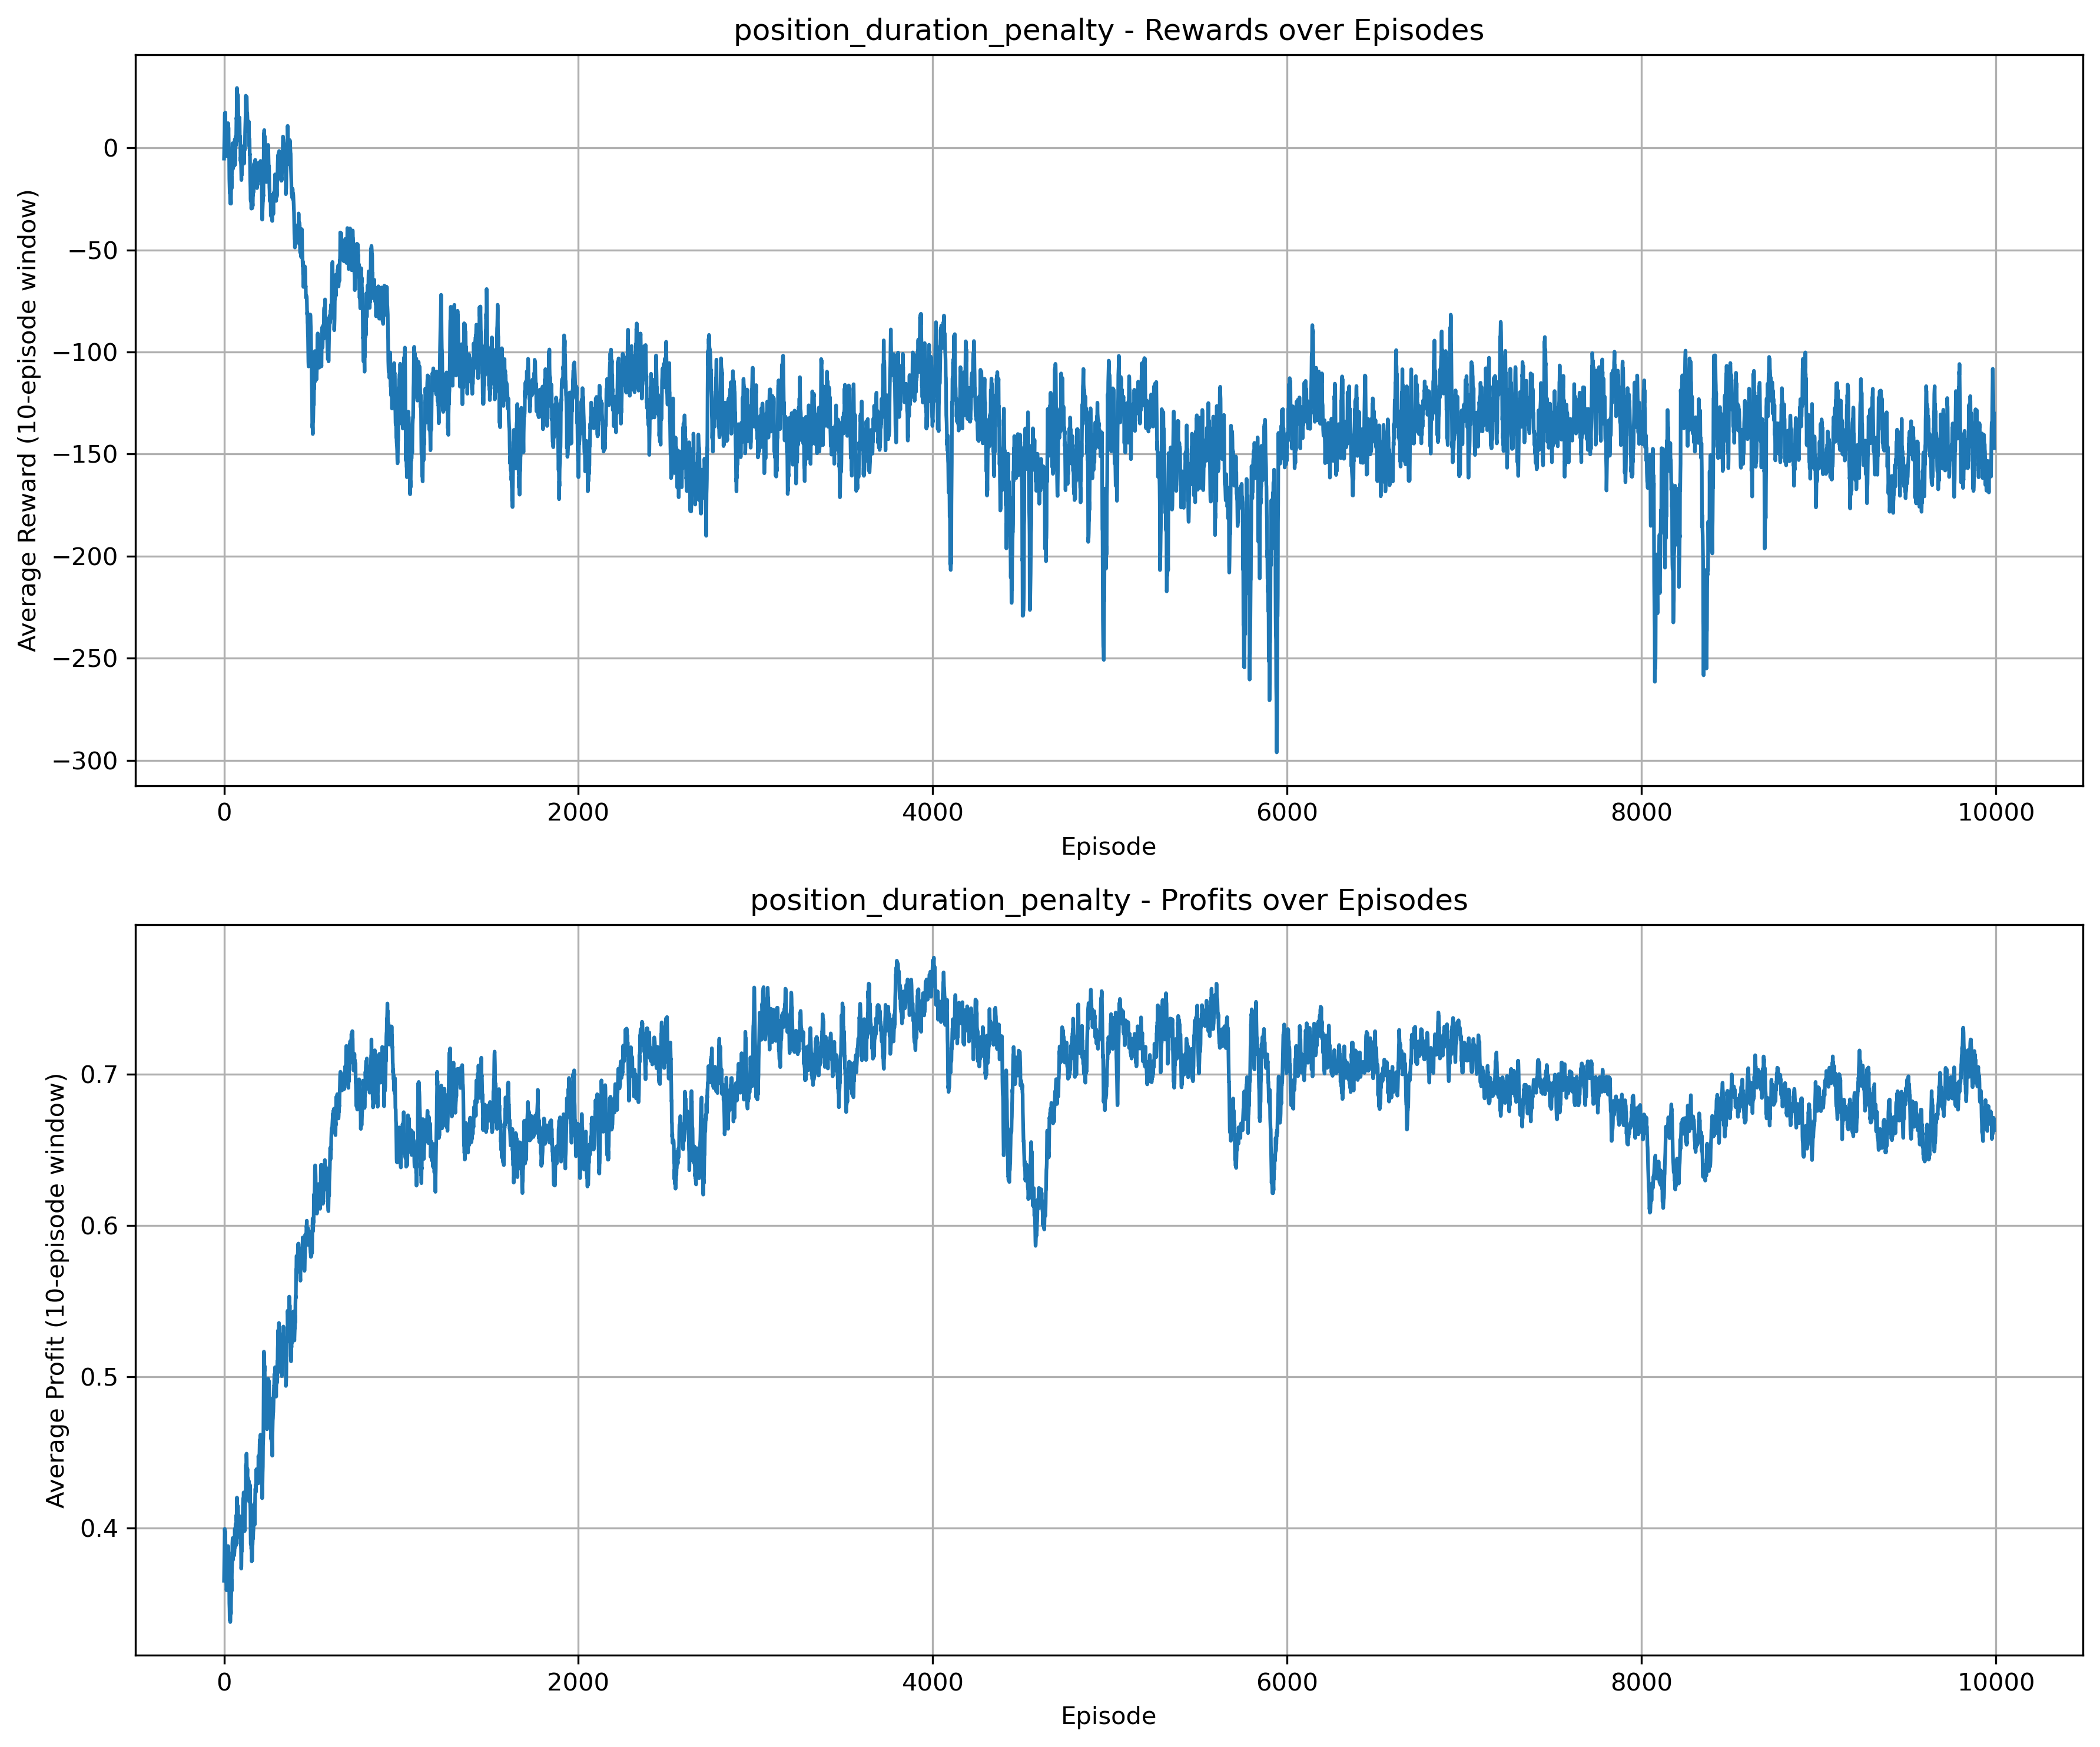 position_duration_penalty - Rewards over Episodes
Average Reward (10-episode window)
0
−50
−100
−150
−200
−250
−300
0 2000 4000 6000 8000 10000
Episode
position_duration_penalty - Profits over Episodes
Average Profit (10-episode window)
0.7
0.6
0.5
0.4
0 2000 4000 6000 8000 10000
Episode